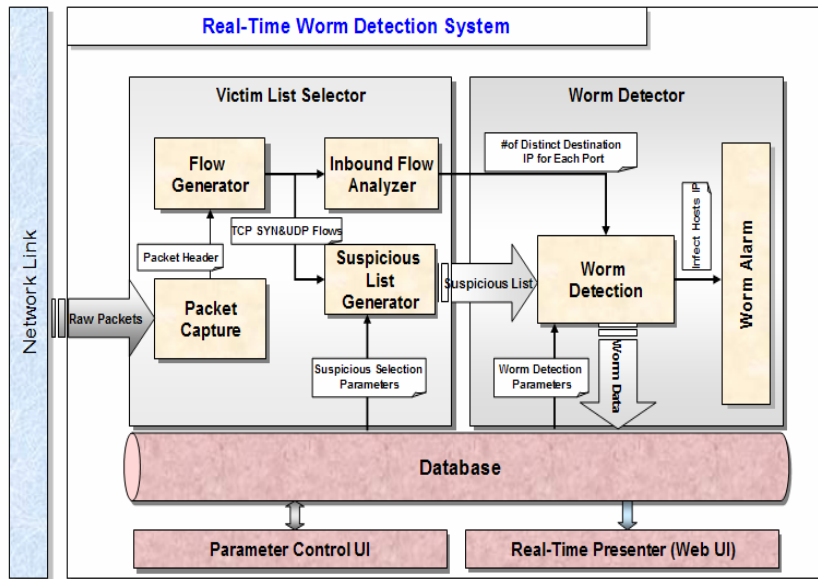 Real-Time Worm Detection System
Network Link
Victim List Selector
Worm Detector
Flow
Generator
Inbound Flow
Analyzer
#of Distinct Destination
IP for Each Port
Infect Hosts IP
Worm Alarm
TCP SYN&UDP Flows
Packet Header
Suspicious
List
Generator
Suspicious List
Worm
Detection
Raw Packets
Packet
Capture
Suspicious Selection
Parameters
Worm Detection
Parameters
Worm Data
Database
Parameter Control UI
Real-Time Presenter (Web UI)